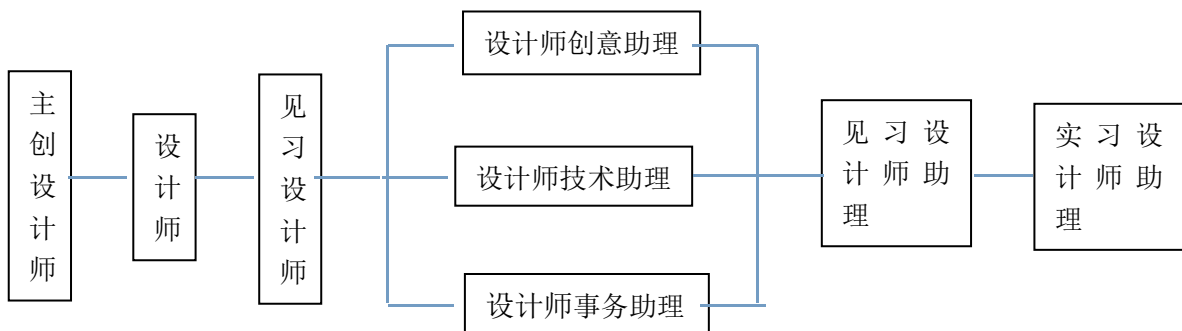 主创设计师
设计师
见习设计师
设计师创意助理
设计师技术助理
设计师事务助理
见习设
计师助
理
实习设
计师助
理